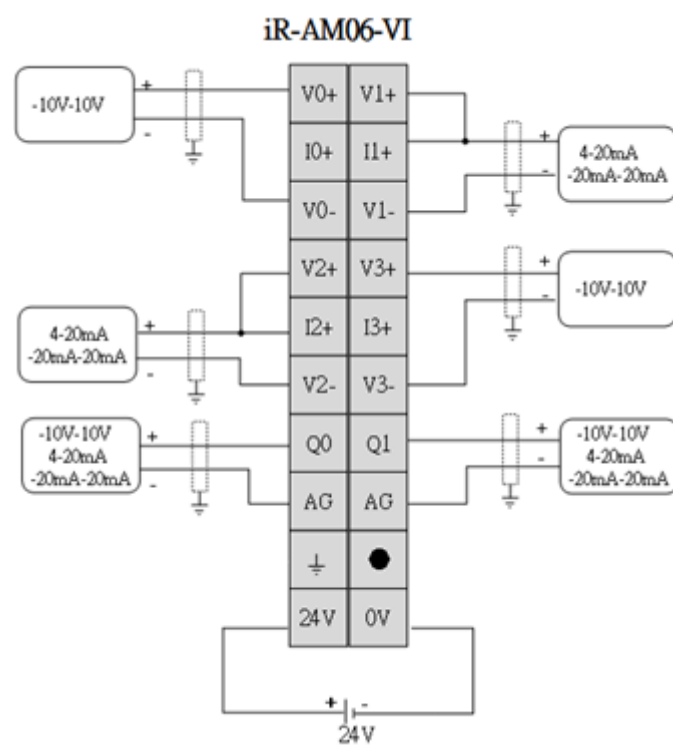 iR-AM06-VI
+
-10V-10V
-
V0+ V1+
I0+ I1+
V0- V1-
V2+ V3+
I2+ I3+
V2- V3-
Q0 Q1
AG AG
24V 0V
+
4-20mA
-20mA-20mA
-
+
-10V-10V
-
+
4-20mA
-20mA-20mA
-
+
-10V-10V
4-20mA
-20mA-20mA
-
+
-10V-10V
4-20mA
-20mA-20mA
-
+ -
24V